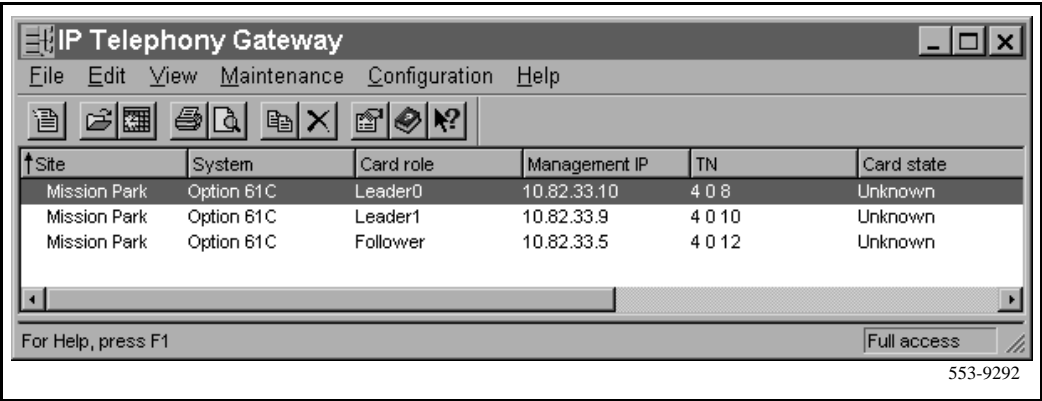 IP Telephony Gateway
File Edit View Maintenance Configuration Help
Site System Card role Management IP TN Card state
Mission Park Option 61C Leader0 10.82.33.10 4 0 8 Unknown
Mission Park Option 61C Leader1 10.82.33.9 4 0 10 Unknown
Mission Park Option 61C Follower 10.82.33.5 4 0 12 Unknown
For Help, press F1 Full access
553-9292